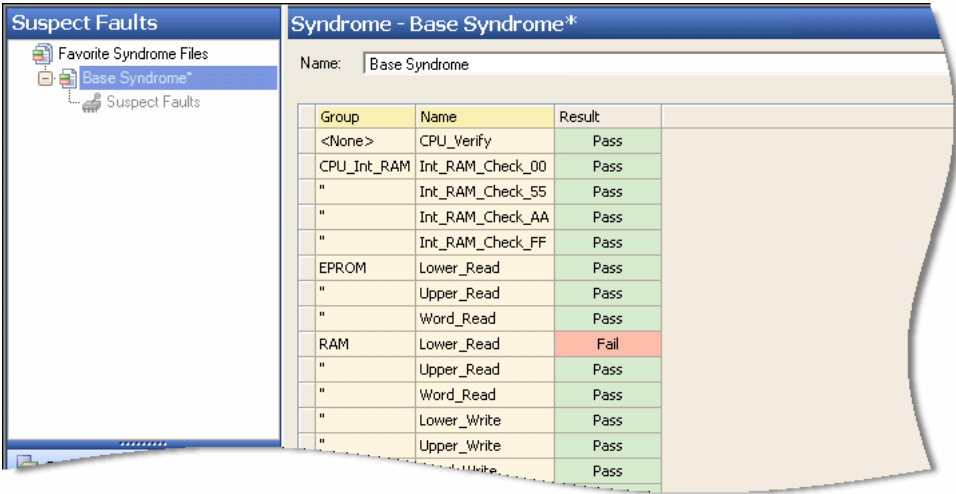 Suspect Faults
Favorite Syndrome Files
Base Syndrome*
Suspect Faults
Syndrome - Base Syndrome*
Name: Base Syndrome
Group Name Result
<None> CPU_Verify Pass
CPU_Int_RAM Int_RAM_Check_00 Pass
" Int_RAM_Check_55 Pass
" Int_RAM_Check_AA Pass
" Int_RAM_Check_FF Pass
EPROM Lower_Read Pass
" Upper_Read Pass
" Word_Read Pass
RAM Lower_Read Fail
" Upper_Read Pass
" Word_Read Pass
" Lower_Write Pass
" Upper_Write Pass
Pass